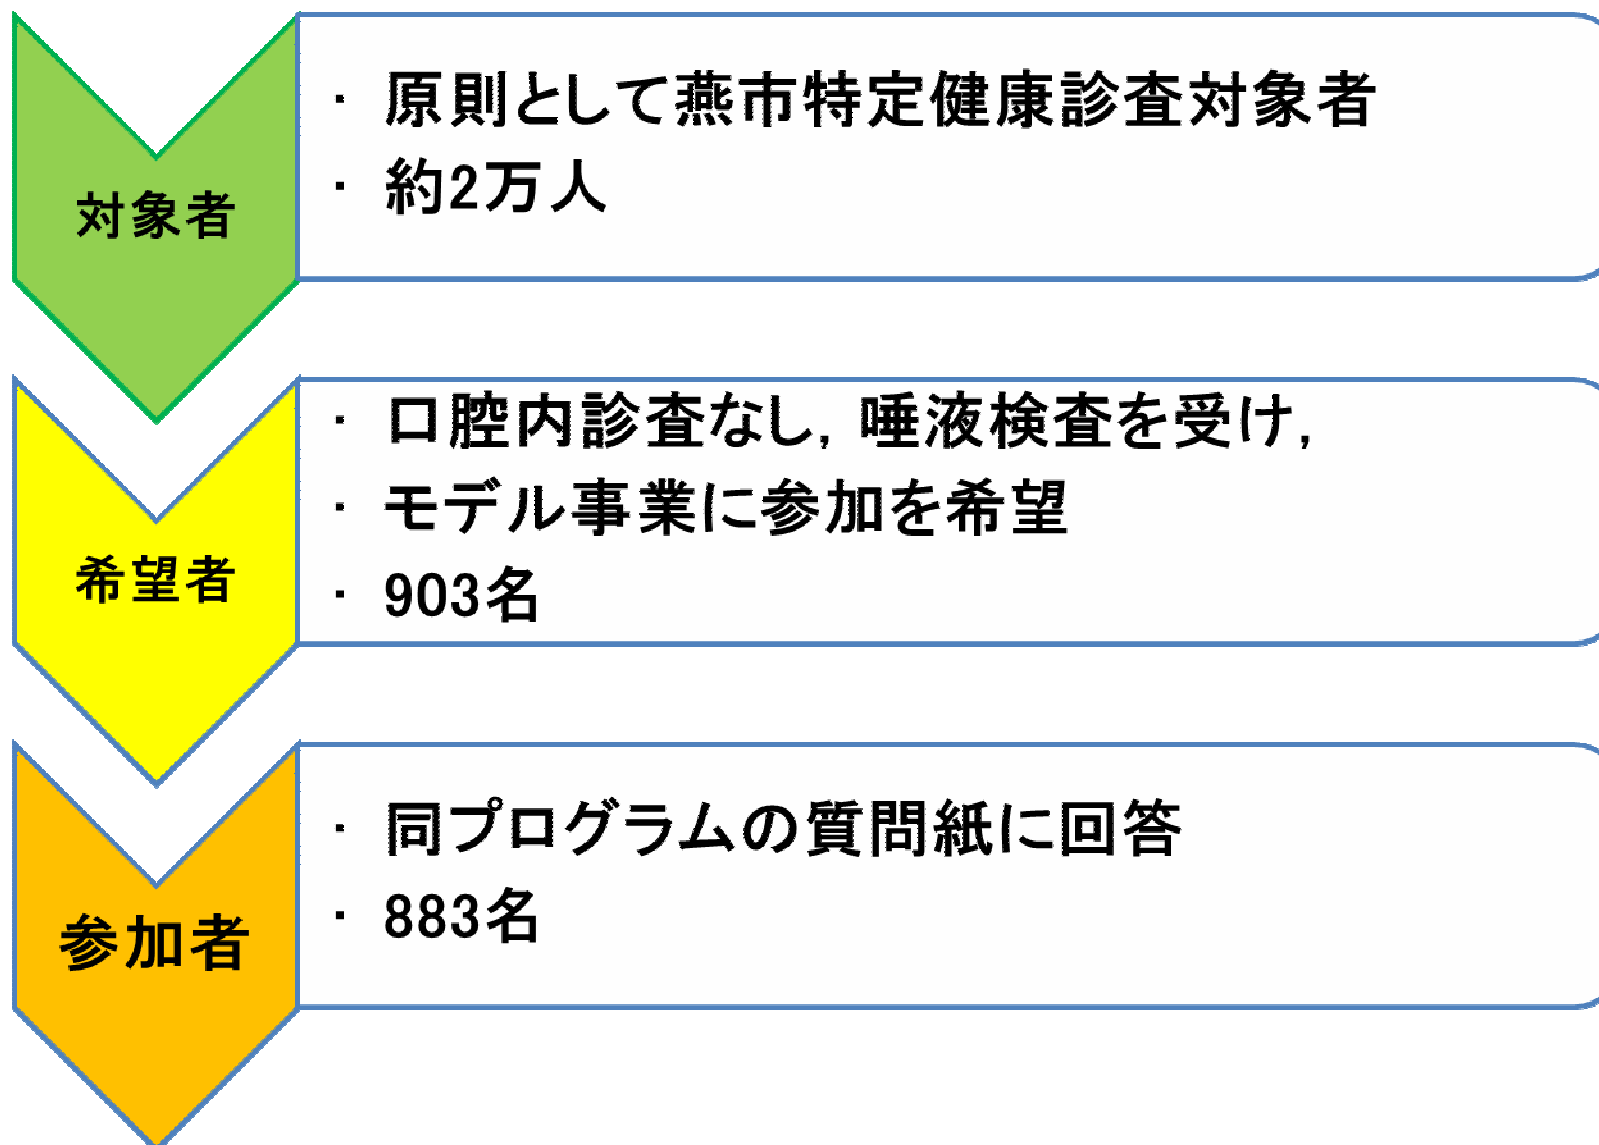 対象者
・ 原則として燕市特定健康診査対象者
・ 約2万人
希望者
・ 口腔内診査なし, 唾液検査を受け,
・ モデル事業に参加を希望
・ 903名
参加者
・ 同プログラムの質問紙に回答
・ 883名